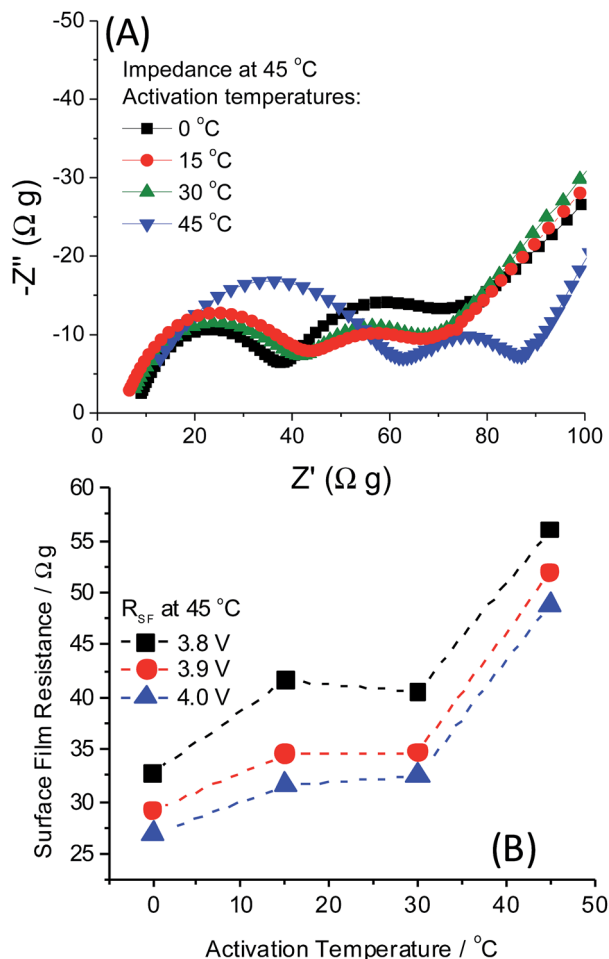 (A)
Impedance at 45 °C
Activation temperatures:
0 °C
15 °C
30 °C
45 °C
-50
-40
-30
-20
-10
0
-Z" (Ω g)
0 20 40 60 80 100
Z' (Ω g)
60
55
50
45
40
35
30
25
Surface Film Resistance / Ω g
R_SF at 45 °C
3.8 V
3.9 V
4.0 V
(B)
0 10 20 30 40 50
Activation Temperature / °C